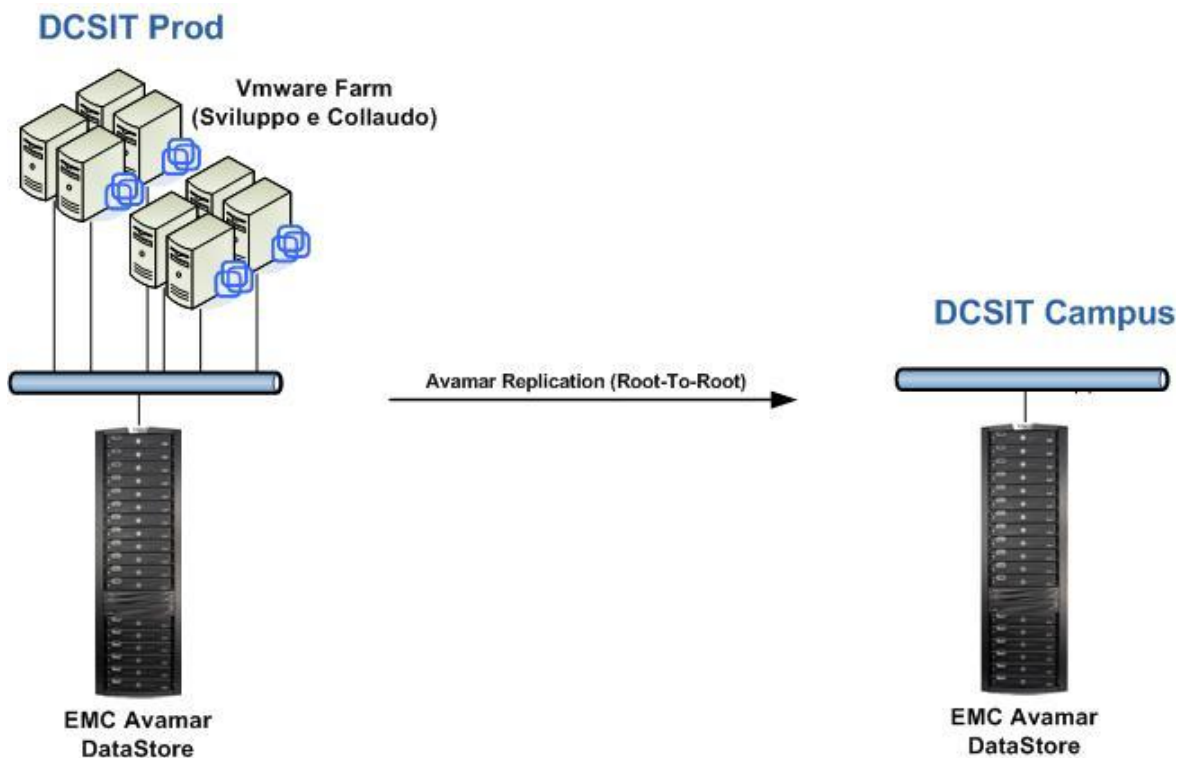 DCSIT Prod
Vmware Farm
(Sviluppo e Collaudo)
DCSIT Campus
Avamar Replication (Root-To-Root)
EMC Avamar
DataStore
EMC Avamar
DataStore